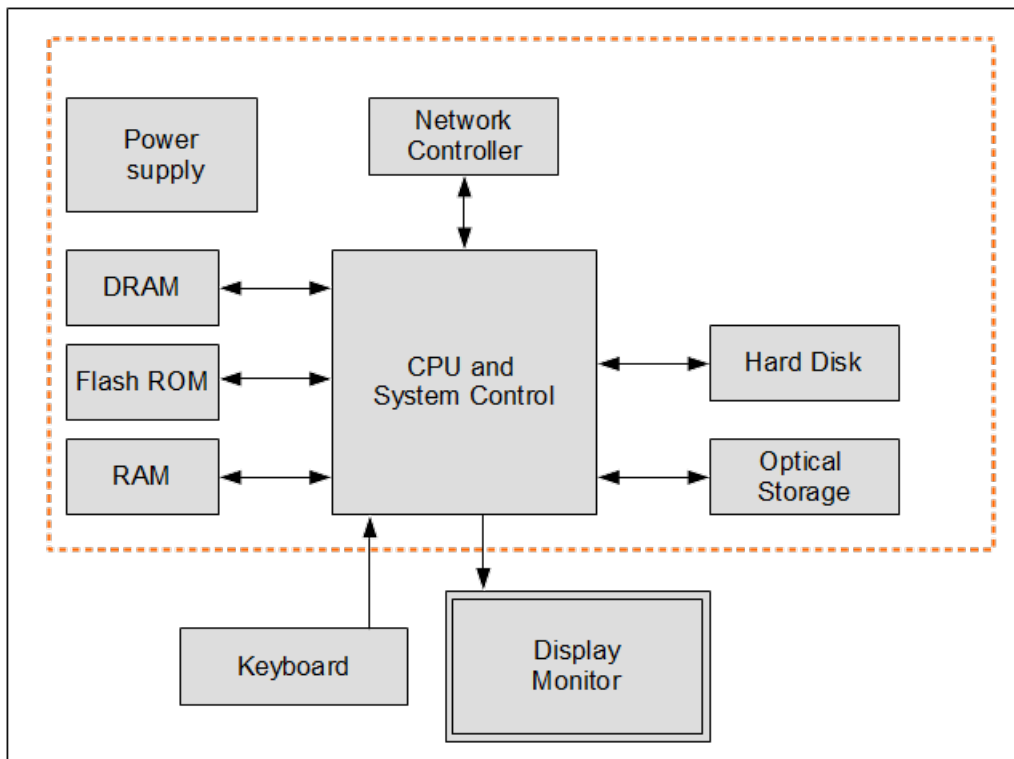 Power
supply
Network
Controller
DRAM
Flash ROM
RAM
CPU and
System Control
Hard Disk
Optical
Storage
Keyboard
Display
Monitor